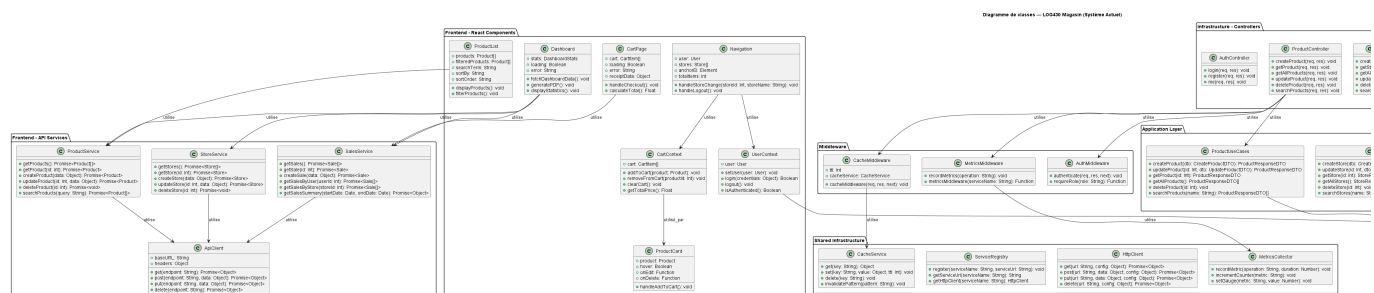 Diagramme de classes — LOG430 Magasin (Système Actuel)
Frontend - React Components
ProductList
products: Product[]
filteredProducts: Product[]
searchTerm: String
sortBy: String
sortOrder: String
displayProducts(): void
filterProducts(): void
Dashboard
stats: DashboardStats
loading: Boolean
error: String
fetchDashboardData(): void
generatePDF(): void
displayStatistics(): void
CartPage
cart: CartItem[]
loading: Boolean
error: String
receiptData: Object
handleCheckout(): void
calculateTotal(): Float
Navigation
user: User
stores: Store[]
anchorEl: Element
totalItems: Int
handleStoreChange(storeId: Int, storeName: String): void
handleLogout(): void
utilise
utilise
utilise
utilise
utilise
CartContext
cart: CartItem[]
addToCart(product: Product): void
removeFromCart(productId: Int): void
clearCart(): void
getTotalPrice(): Float
UserContext
user: User
setUser(user: User): void
login(credentials: Object): Boolean
logout(): void
isAuthenticated(): Boolean
utilisé_par
ProductCard
product: Product
hover: Boolean
onEdit: Function
onDelete: Function
handleAddToCart(): void
Frontend - API Services
ProductService
getProducts(): Promise<Product[]>
getProduct(id: Int): Promise<Product>
createProduct(data: Object): Promise<Product>
updateProduct(id: Int, data: Object): Promise<Product>
deleteProduct(id: Int): Promise<void>
searchProducts(query: String): Promise<Product[]>
StoreService
getStores(): Promise<Store[]>
getStore(id: Int): Promise<Store>
createStore(data: Object): Promise<Store>
updateStore(id: Int, data: Object): Promise<Store>
deleteStore(id: Int): Promise<void>
SalesService
getSales(): Promise<Sale[]>
getSale(id: Int): Promise<Sale>
createSale(data: Object): Promise<Sale>
getSalesByUser(userId: Int): Promise<Sale[]>
getSalesByStore(storeId: Int): Promise<Sale[]>
getSalesSummary(startDate: Date, endDate: Date): Promise<Object>
utilise
utilise
utilise
ApiClient
baseURL: String
headers: Object
get(endpoint: String): Promise<Object>
post(endpoint: String, data: Object): Promise<Object>
put(endpoint: String, data: Object): Promise<Object>
delete(endpoint: String): Promise<Object>
Infrastructure - Controllers
AuthController
login(req, res): void
register(req, res): void
me(req, res): void
ProductController
createProduct(req, res): void
getProduct(req, res): void
getAllProducts(req, res): void
updateProduct(req, res): void
deleteProduct(req, res): void
searchProducts(req, res): void
utilise
utilise
utilise
utilise
Middleware
CacheMiddleware
ttl: Int
cacheService: CacheService
cacheMiddleware(req, res, next): void
MetricsMiddleware
recordMetrics(operation: String): void
metricsMiddleware(serviceName: String): Function
AuthMiddleware
authenticate(req, res, next): void
requireRole(role: String): Function
Application Layer
ProductUseCases
createProduct(dto: CreateProductDTO): ProductResponseDTO
updateProduct(id: Int, dto: UpdateProductDTO): ProductResponseDTO
getProduct(id: Int): ProductResponseDTO
getAllProducts(): ProductResponseDTO[]
deleteProduct(id: Int): void
searchProducts(name: String): ProductResponseDTO[]
utilise
utilise
Shared Infrastructure
CacheService
get(key: String): Object
set(key: String, value: Object, ttl: Int): void
delete(key: String): void
invalidatePattern(pattern: String): void
ServiceRegistry
register(serviceName: String, serviceUrl: String): void
getServiceUrl(serviceName: String): String
getHttpClient(serviceName: String): HttpClient
HttpClient
get(url: String, config: Object): Promise<Object>
post(url: String, data: Object, config: Object): Promise<Object>
put(url: String, data: Object, config: Object): Promise<Object>
delete(url: String, config: Object): Promise<Object>
MetricsCollector
recordMetric(operation: String, duration: Number): void
incrementCounter(metric: String): void
setGauge(metric: String, value: Number): void